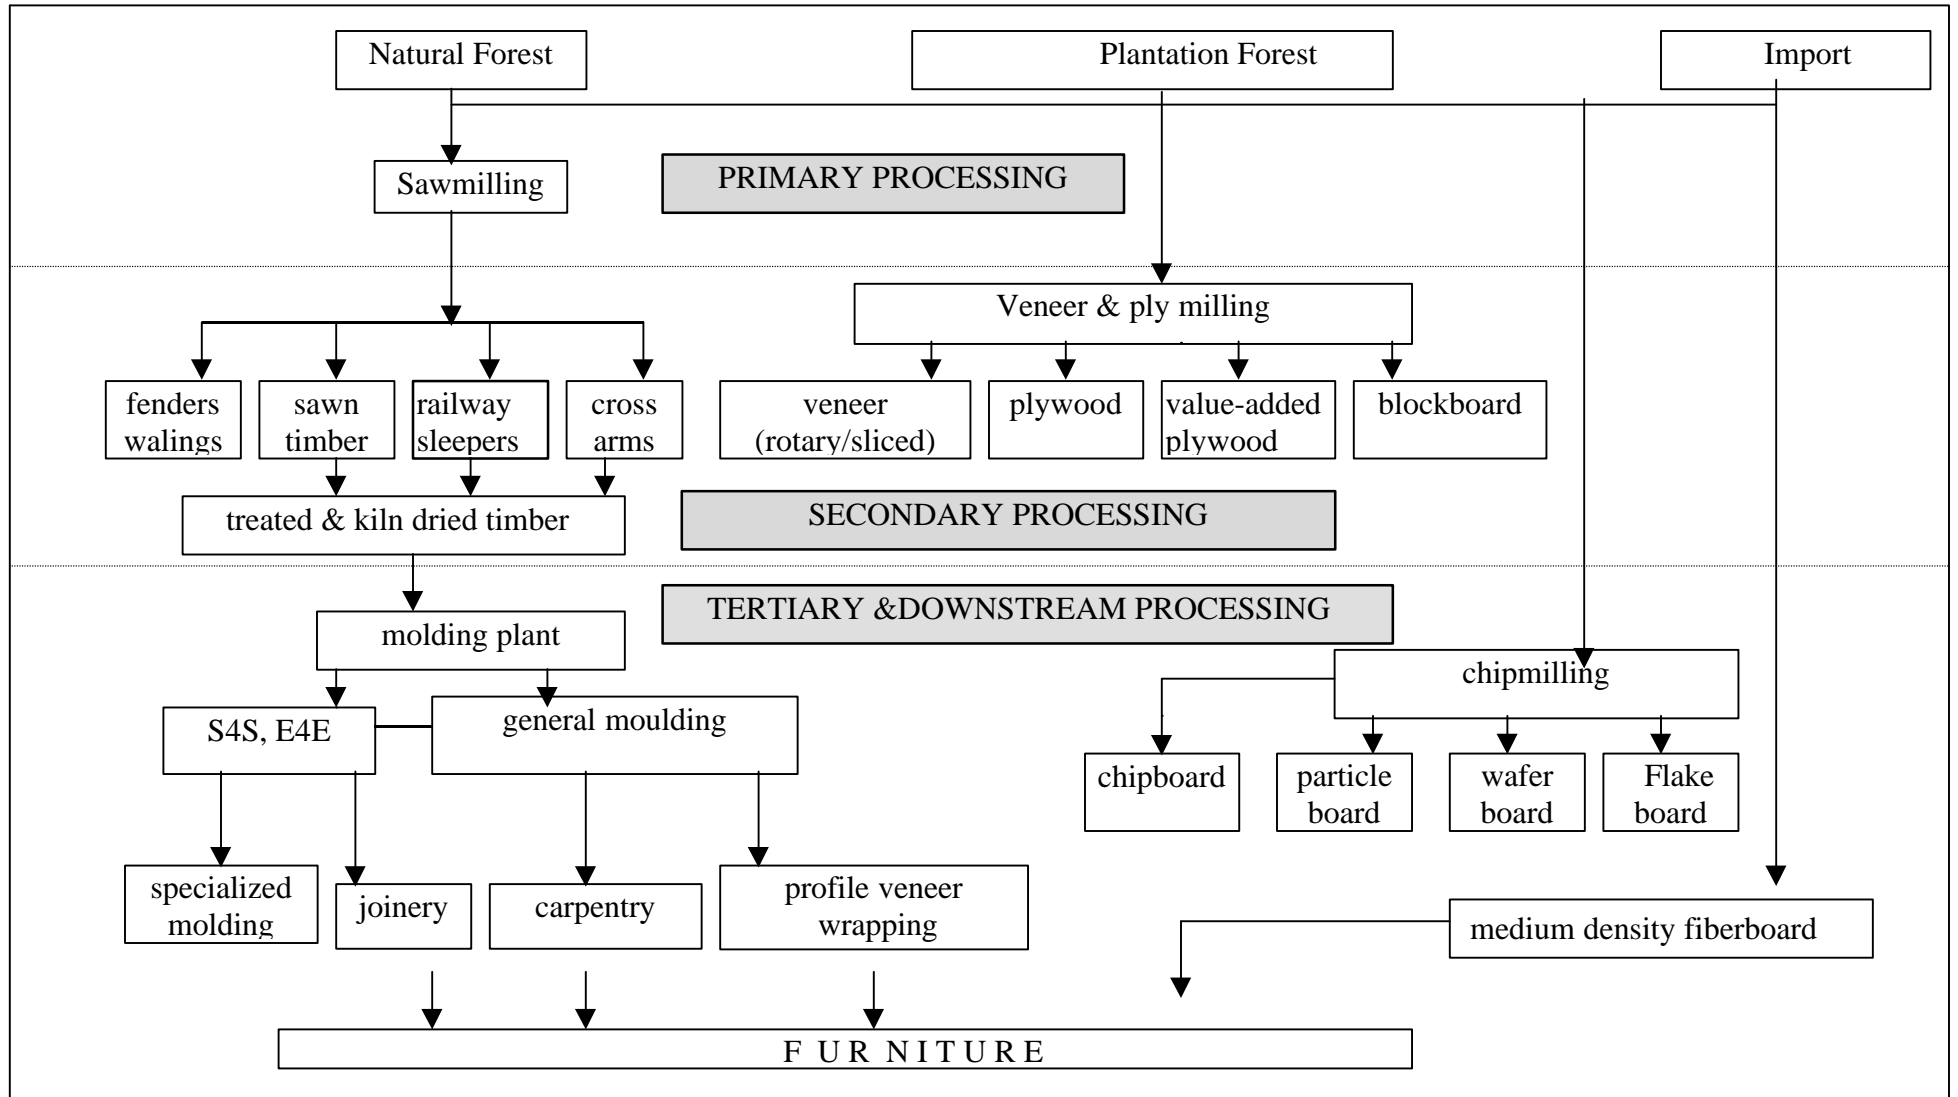 Natural Forest
Plantation Forest
Import
Sawmilling
PRIMARY PROCESSING
Veneer & ply milling
fenders
walings
sawn
timber
railway
sleepers
cross
arms
veneer
(rotary/sliced)
plywood
value-added
plywood
blockboard
treated & kiln dried timber
SECONDARY PROCESSING
TERTIARY &DOWNSTREAM PROCESSING
molding plant
chipmilling
S4S, E4E
general moulding
chipboard
particle
board
wafer
board
Flake
board
specialized
molding
joinery
carpentry
profile veneer
wrapping
medium density fiberboard
F U R N I T U R E